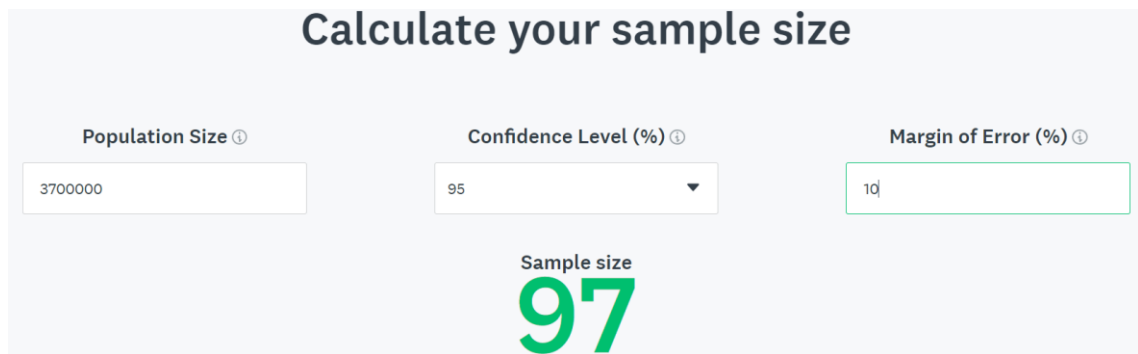 Calculate your sample size
Population Size
Confidence Level (%)
Margin of Error (%)
3700000
95
10
Sample size
97